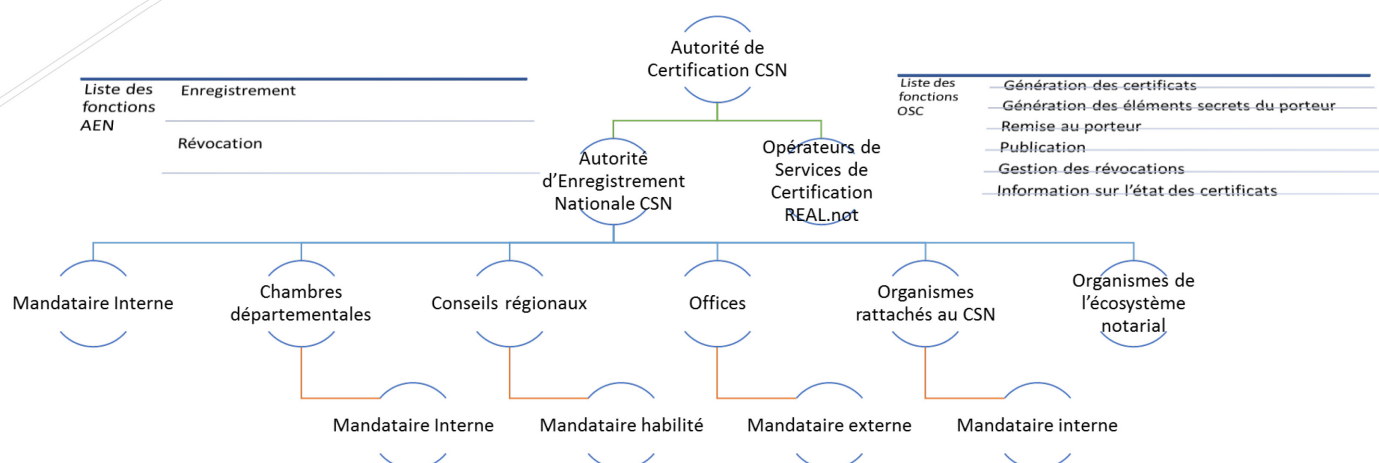 Autorité de
Certification CSN
Liste des
fonctions
AEN
Enregistrement
Révocation
Liste des
fonctions
OSC
Génération des certificats
Génération des éléments secrets du porteur
Remise au porteur
Publication
Gestion des révocations
Information sur l'état des certificats
Autorité
d'Enregistrement
Nationale CSN
Opérateurs de
Services de
Certification
REAL.not
Mandataire Interne
Chambres
départementales
Conseils régionaux
Offices
Organismes
rattachés au CSN
Organismes de
l'écosystème
notarial
Mandataire Interne
Mandataire habilité
Mandataire externe
Mandataire interne